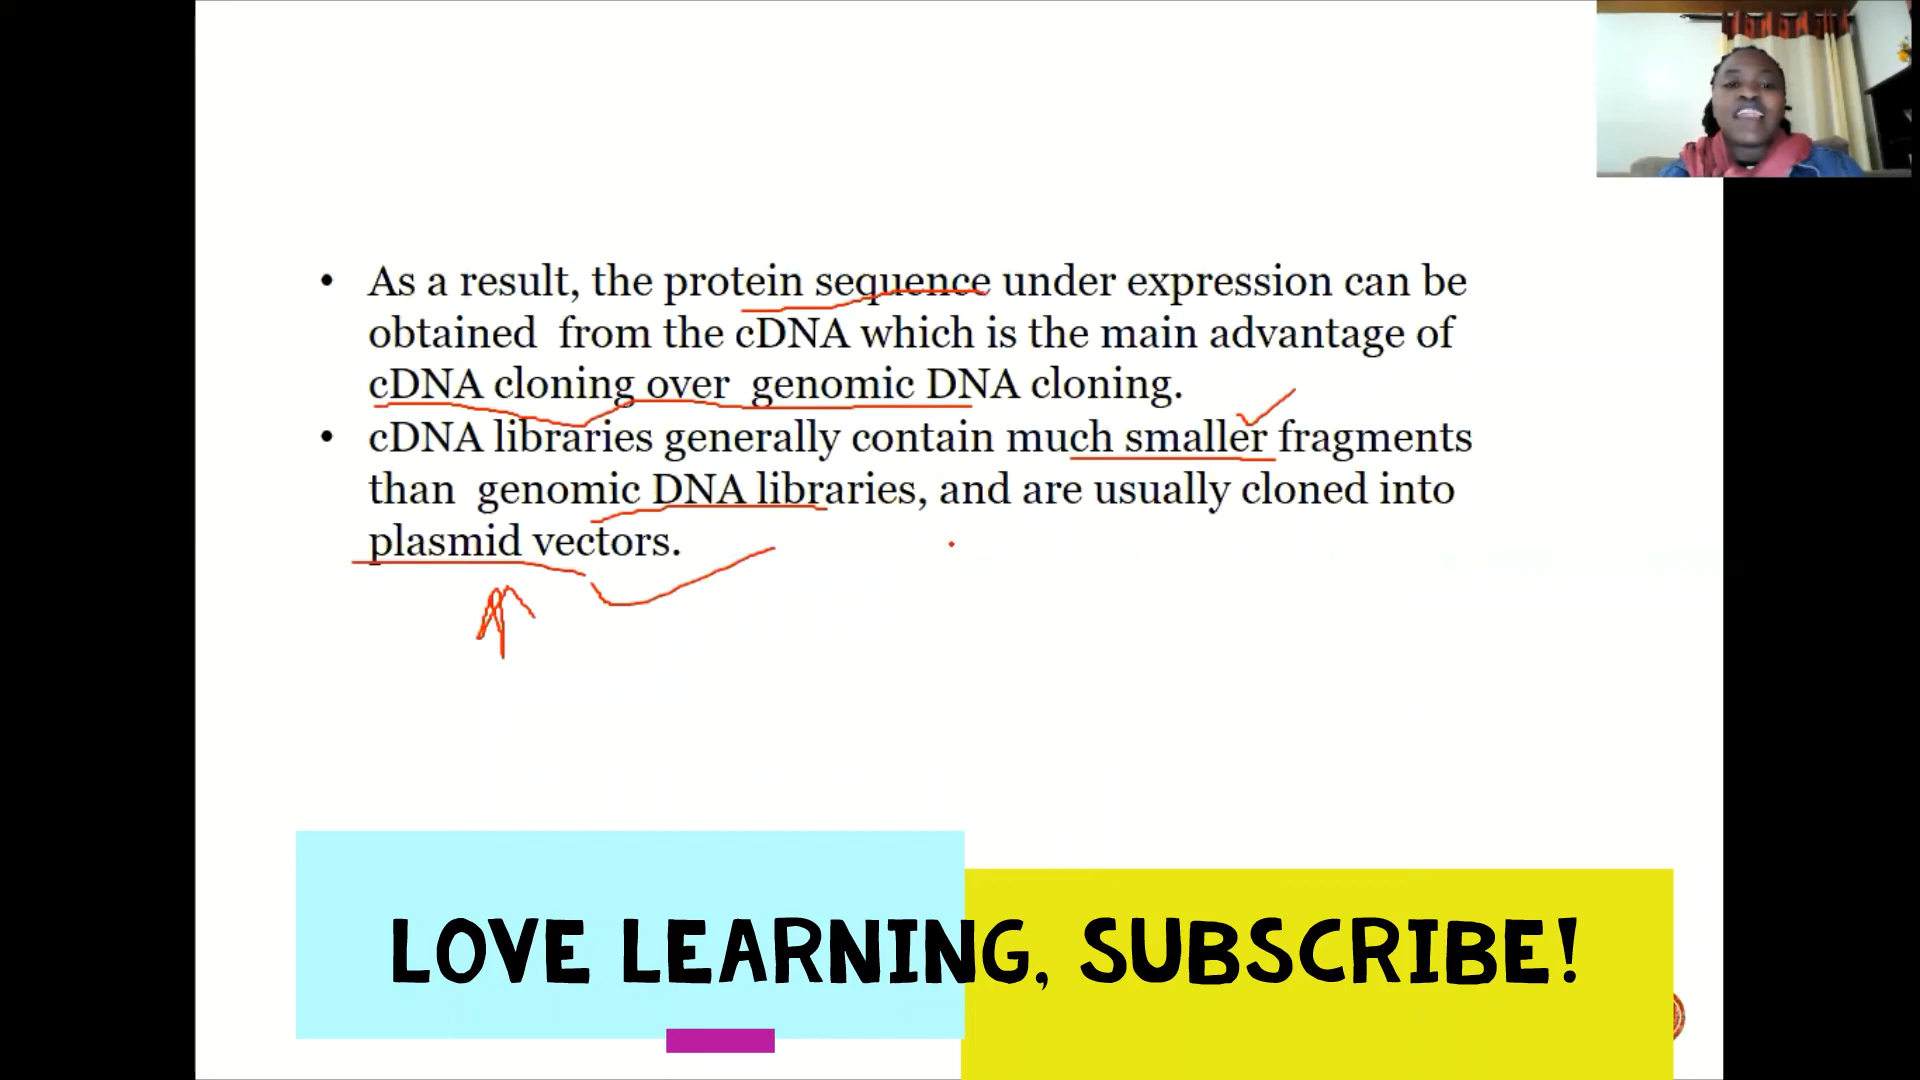 • As a result, the protein sequence under expression can be
obtained from the cDNA which is the main advantage of
cDNA cloning over genomic DNA cloning.
• cDNA libraries generally contain much smaller fragments
than genomic DNA libraries, and are usually cloned into
plasmid vectors.
LOVE LEARNING, SUBSCRIBE!